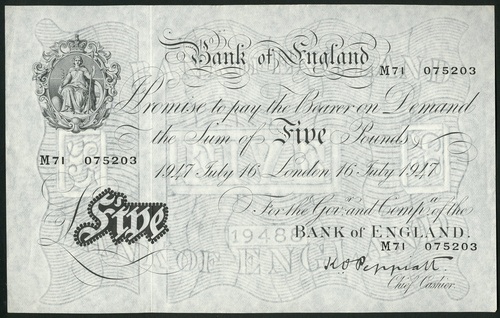 Bank of England
M71 075203
I Promise to pay the Bearer on Demand
the Sum of Five Pounds
M71 075203
1947 July 16 London 16 July 1947
For the Govr. and Compa. of the
£ Five
BANK of ENGLAND.
M71 075203
K O Peppiatt
Chief Cashier.